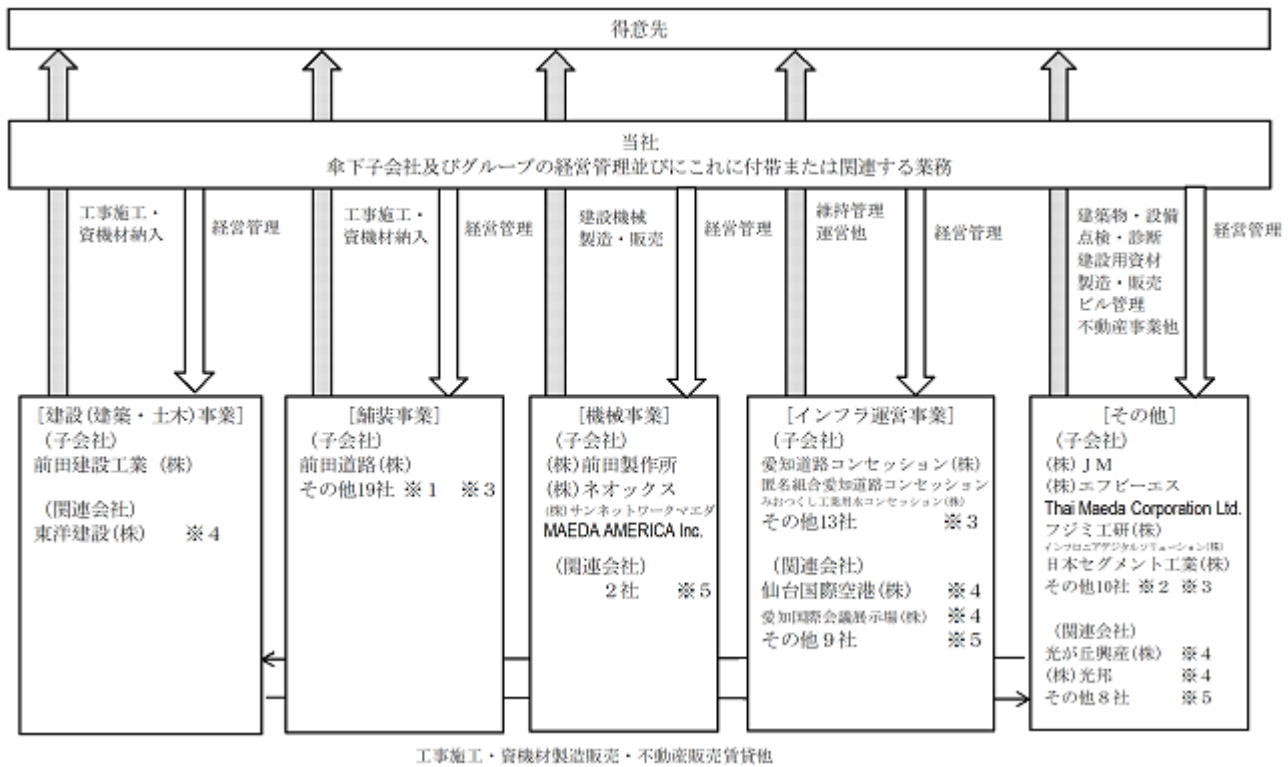 得意先
当社
傘下子会社及びグループの経営管理並びにこれに付帯または関連する業務
工事施工・
資機材納入
経営管理
工事施工・
資機材納入
経営管理
建設機械
製造・販売
経営管理
維持管理
運営他
経営管理
建築物・設備
点検・診断
建設用資材
製造・販売
ビル管理
不動産事業他
経営管理
[建設(建築・土木)事業]
(子会社)
前田建設工業 (株)
(関連会社)
東洋建設(株) ※4
[舗装事業]
(子会社)
前田道路(株)
その他19社 ※1 ※3
[機械事業]
(子会社)
(株)前田製作所
(株)ネオックス
(株)サンネットワークマエダ
MAEDA AMERICA Inc.
(関連会社)
2社 ※5
[インフラ運営事業]
(子会社)
愛知道路コンセッション(株)
匿名組合愛知道路コンセッション
みおつくし工業用水コンセッション(株)
その他13社 ※3
(関連会社)
仙台国際空港(株) ※4
愛知国際会議展示場(株) ※4
その他9社 ※5
[その他]
(子会社)
(株)JM
(株)エフビーエス
Thai Maeda Corporation Ltd.
フジミ工研(株)
インフロニアデジタルソリューション(株)
日本セグメント工業(株)
その他10社 ※2 ※3
(関連会社)
光が丘興産(株) ※4
(株)光邦 ※4
その他8社 ※5
工事施工・資機材製造販売・不動産販売賃貸他